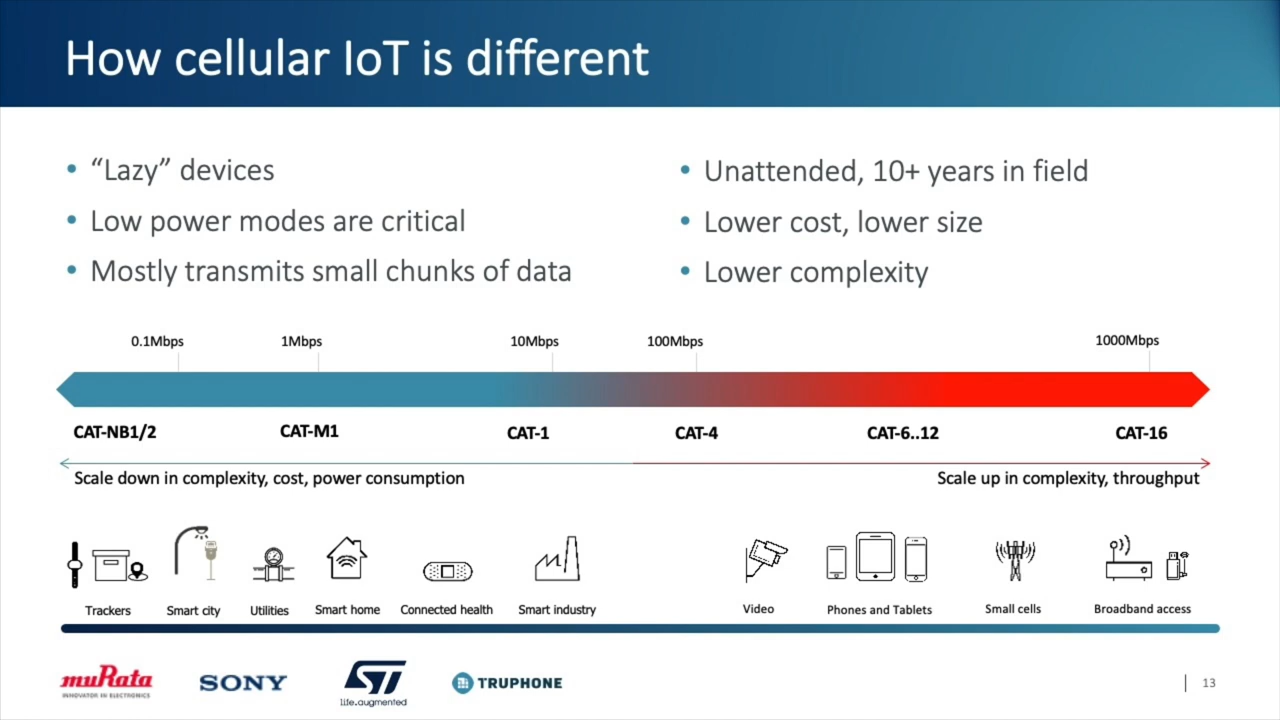 How cellular IoT is different
• “Lazy” devices
• Low power modes are critical
• Mostly transmits small chunks of data
• Unattended, 10+ years in field
• Lower cost, lower size
• Lower complexity
0.1Mbps 1Mbps 10Mbps 100Mbps 1000Mbps
CAT-NB1/2 CAT-M1 CAT-1 CAT-4 CAT-6..12 CAT-16
Scale down in complexity, cost, power consumption Scale up in complexity, throughput
Trackers Smart city Utilities Smart home Connected health Smart industry Video Phones and Tablets Small cells Broadband access
muRata
INNOVATOR IN ELECTRONICS
SONY
ST
life.augmented
TRUPHONE
13